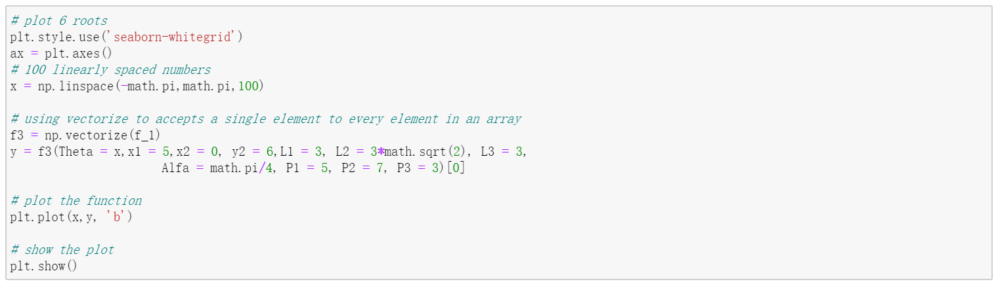 # plot 6 roots
plt.style.use('seaborn-whitegrid')
ax = plt.axes()
# 100 linearly spaced numbers
x = np.linspace(-math.pi,math.pi,100)
# using vectorize to accepts a single element to every element in an array
f3 = np.vectorize(f_1)
y = f3(Theta = x,x1 = 5,x2 = 0, y2 = 6,L1 = 3, L2 = 3*math.sqrt(2), L3 = 3,
Alfa = math.pi/4, P1 = 5, P2 = 7, P3 = 3)[0]
# plot the function
plt.plot(x,y, 'b')
# show the plot
plt.show()